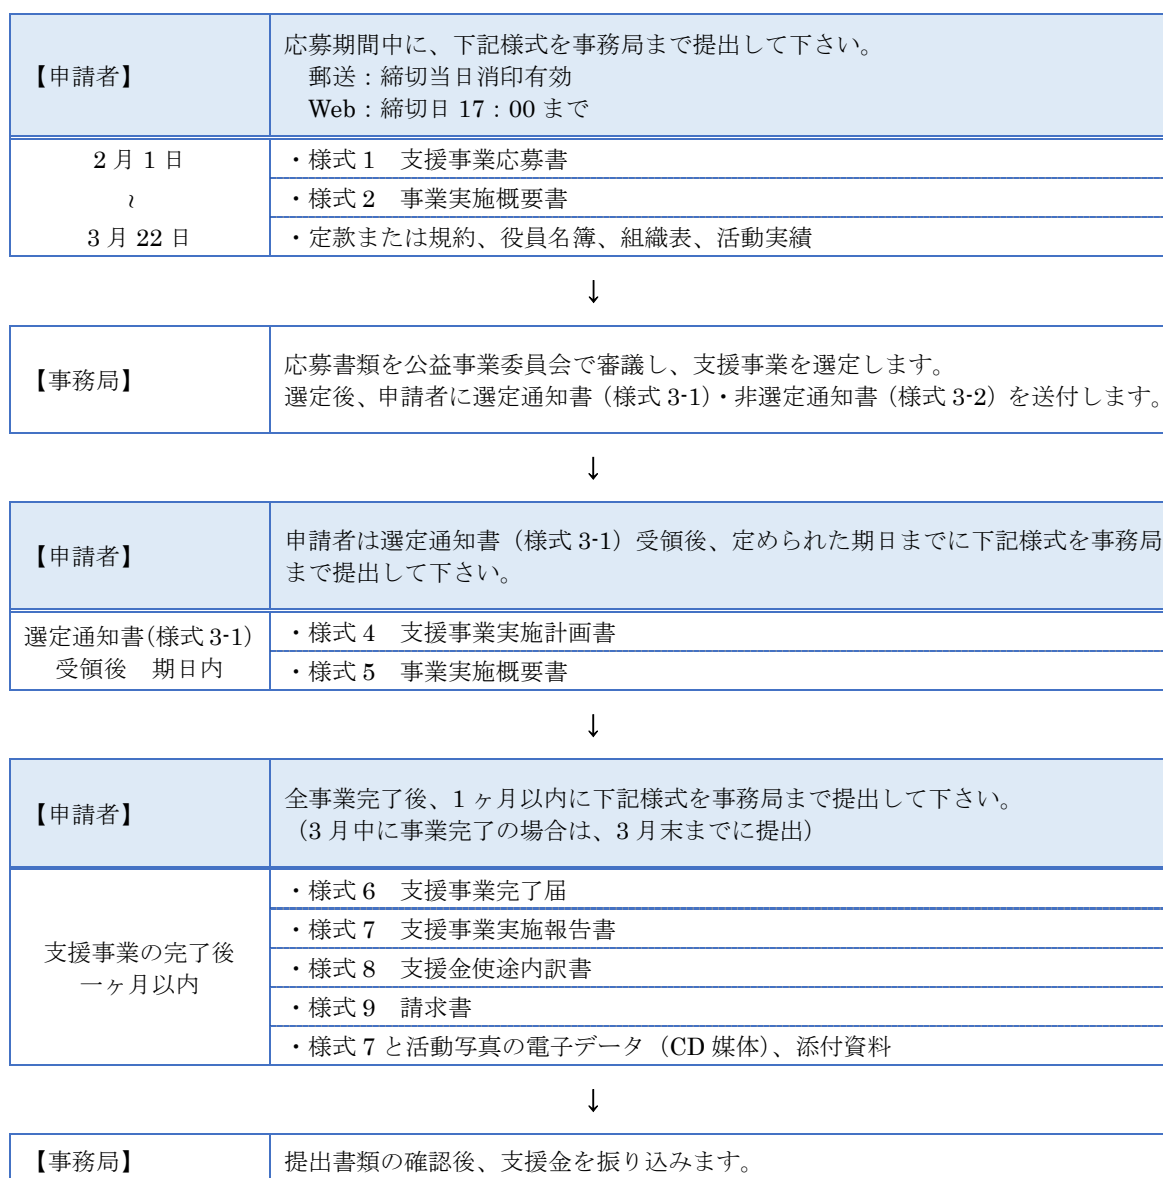 【申請者】
応募期間中に、下記様式を事務局まで提出して下さい。
郵送：締切当日消印有効
Web：締切日 17：00 まで
2 月 1 日
～
3 月 22 日
・様式 1　支援事業応募書
・様式 2　事業実施概要書
・定款または規約、役員名簿、組織表、活動実績
↓
【事務局】
応募書類を公益事業委員会で審議し、支援事業を選定します。
選定後、申請者に選定通知書（様式 3-1）・非選定通知書（様式 3-2）を送付します。
↓
【申請者】
申請者は選定通知書（様式 3-1）受領後、定められた期日までに下記様式を事務局
まで提出して下さい。
選定通知書（様式 3-1）
受領後　期日内
・様式 4　支援事業実施計画書
・様式 5　事業実施概要書
↓
【申請者】
全事業完了後、1 ヶ月以内に下記様式を事務局まで提出して下さい。
（3 月中に事業完了の場合は、3 月末までに提出）
支援事業の完了後
一ヶ月以内
・様式 6　支援事業完了届
・様式 7　支援事業実施報告書
・様式 8　支援金使途内訳書
・様式 9　請求書
・様式 7 と活動写真の電子データ（CD 媒体）、添付資料
↓
【事務局】
提出書類の確認後、支援金を振り込みます。